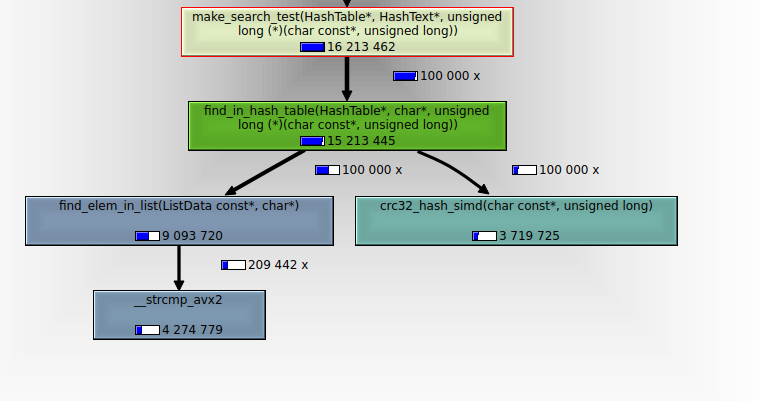 make_search_test(HashTable*, HashText*, unsigned
long (*)(char const*, unsigned long))
16 213 462
100 000 x
find_in_hash_table(HashTable*, char*, unsigned
long (*)(char const*, unsigned long))
15 213 445
100 000 x
100 000 x
find_elem_in_list(ListData const*, char*)
9 093 720
crc32_hash_simd(char const*, unsigned long)
3 719 725
209 442 x
__strcmp_avx2
4 274 779